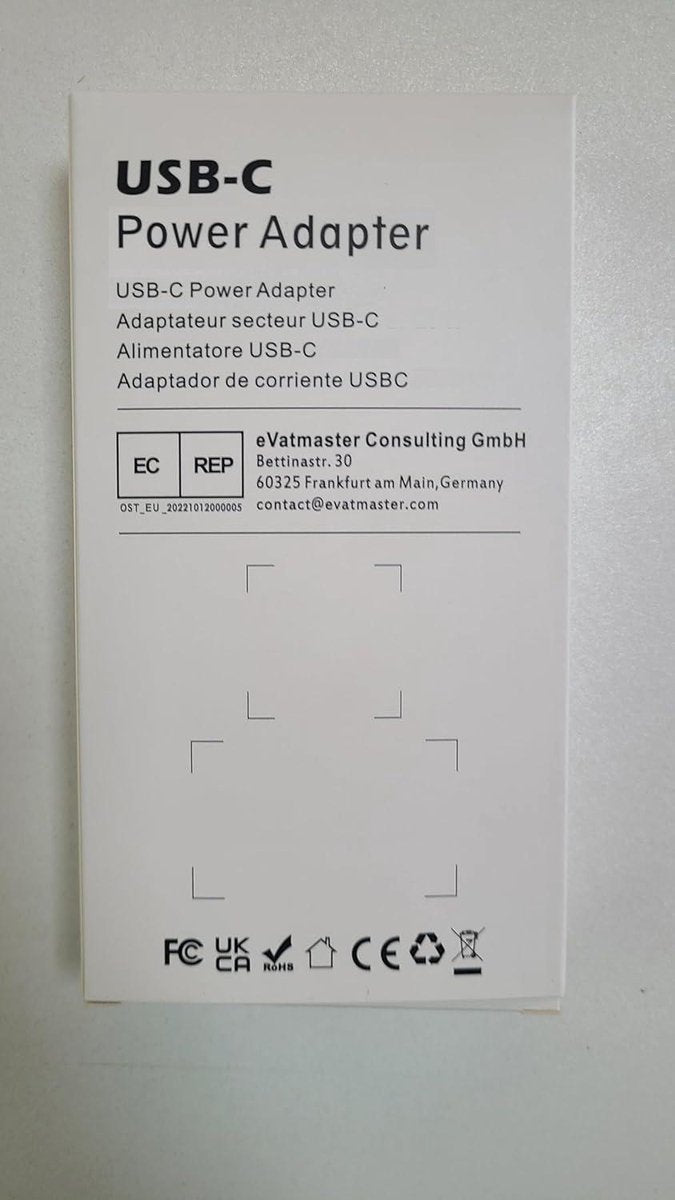 USB-C
Power Adapter
USB-C Power Adapter
Adaptateur secteur USB-C
Alimentatore USB-C
Adaptador de corriente USBC
EC REP
OST_EU_20221012000005
eVatmaster Consulting GmbH
Bettinastr. 30
60325 Frankfurt am Main,Germany
contact@evatmaster.com
FC UK CA RoHS CE